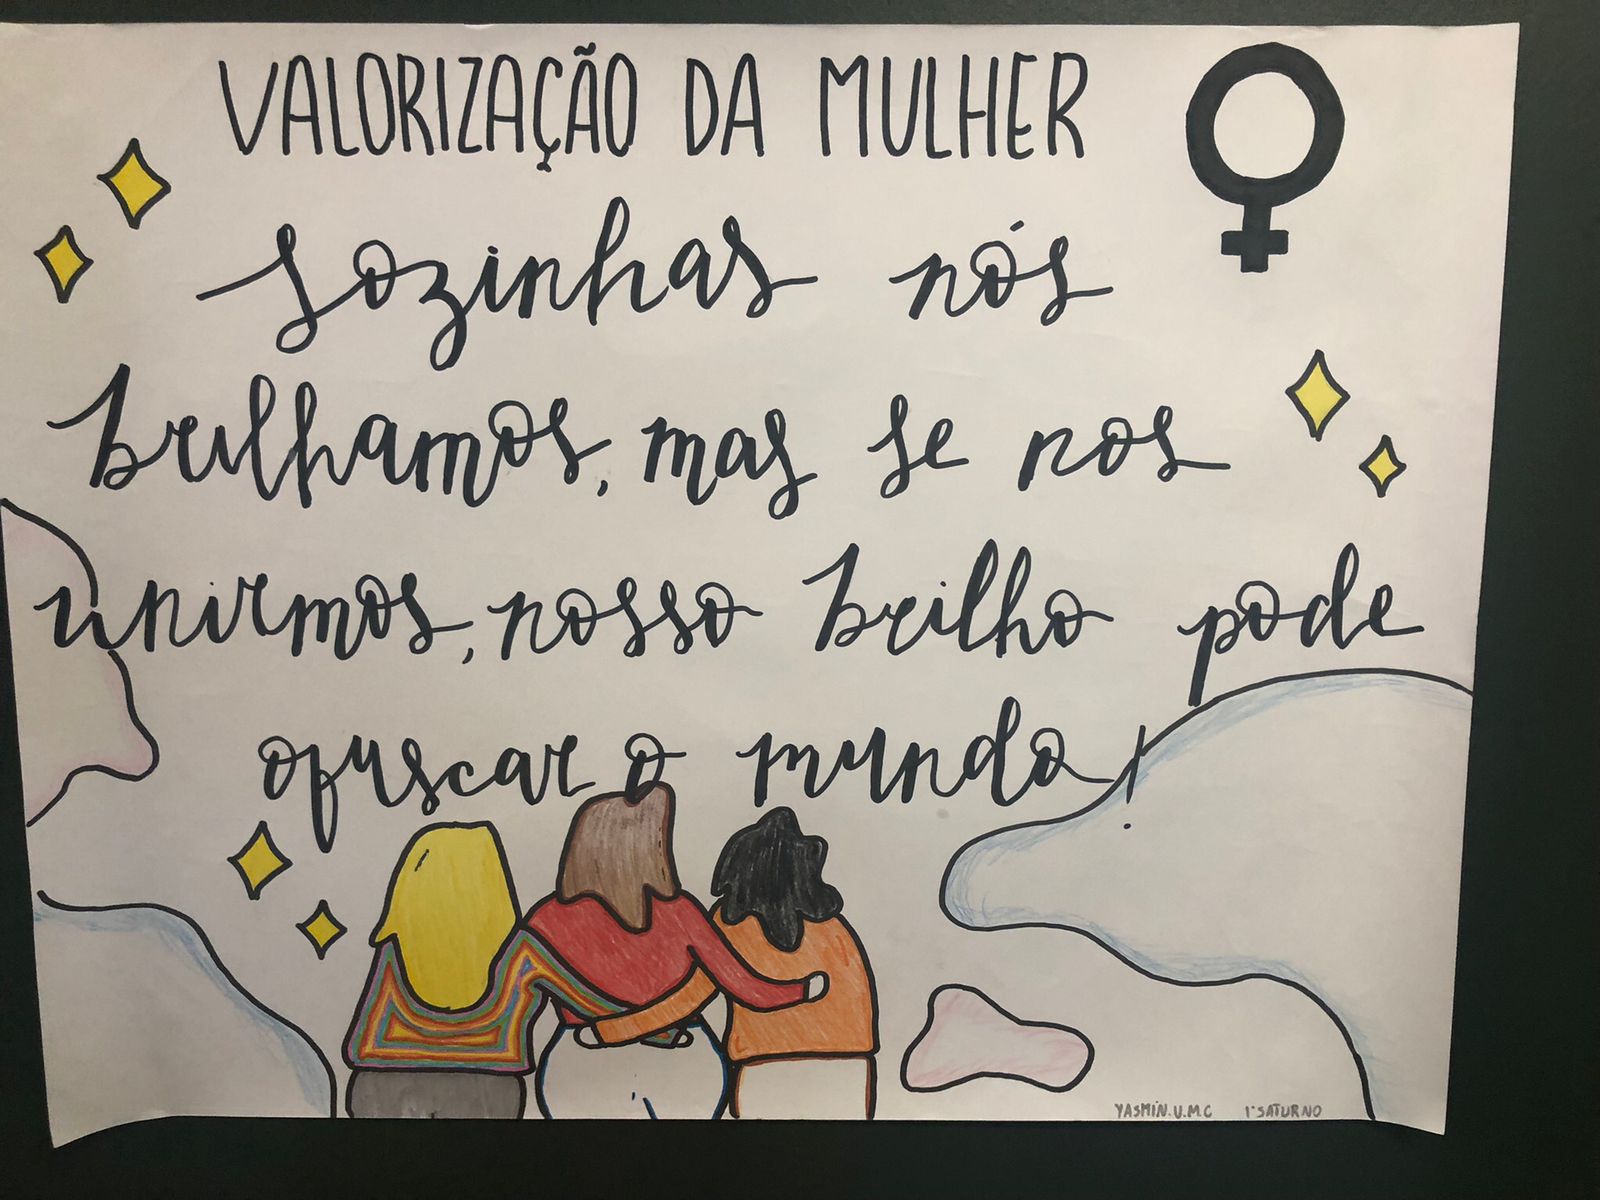 VALORIZAÇÃO DA MULHER
sozinhas nós
brilhamos, mas se nos
unirmos, nosso brilho pode
ofuscar o mundo!
YASMIN.U.M.C 1°SATURNO